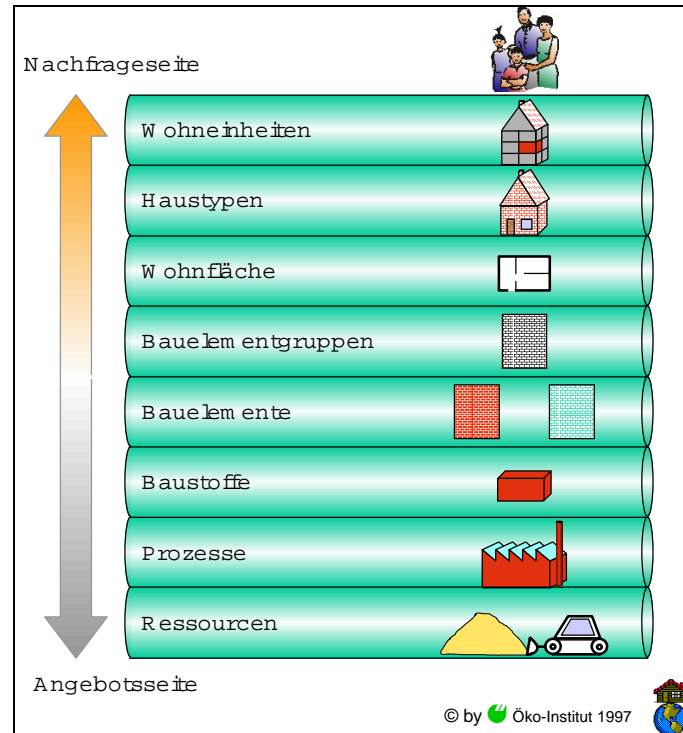 Nachfrageseite
Wohneinheiten
Haustypen
Wohnfläche
Bauelementgruppen
Bauelemente
Baustoffe
Prozesse
Ressourcen
Angebotsseite
© by Öko-Institut 1997